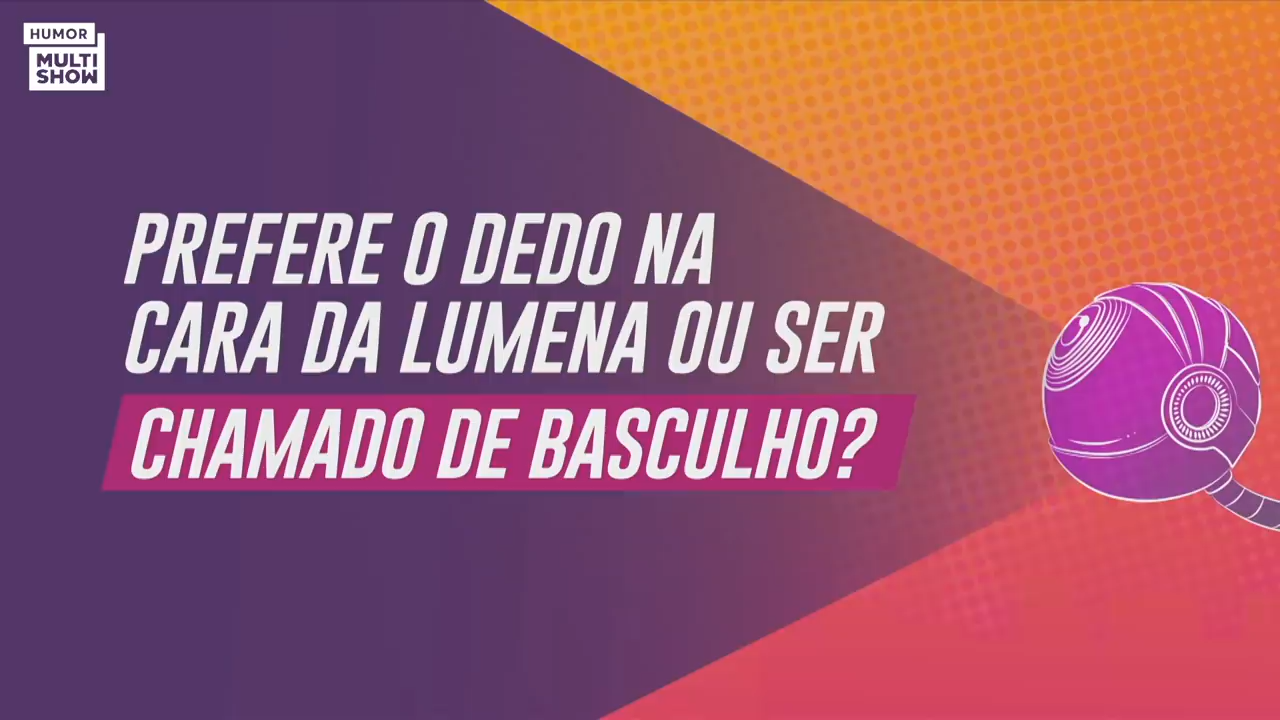 HUMOR
MULTI
SHOW
PREFERE O DEDO NA
CARA DA LUMENA OU SER
CHAMADO DE BASCULHO?